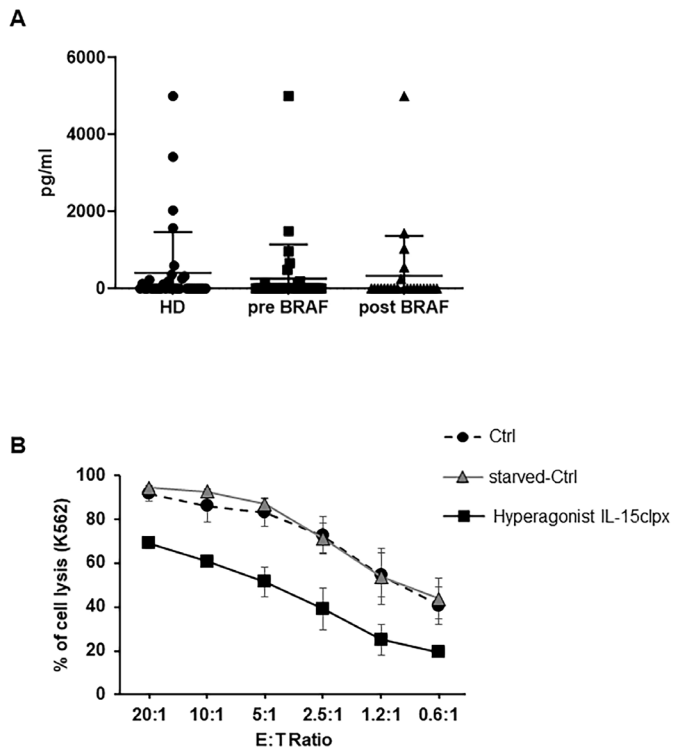 A
6000
4000
2000
0
pg/ml
HD pre BRAF post BRAF
B
Ctrl
starved-Ctrl
Hyperagonist IL-15clpx
100
80
60
40
20
0
% of cell lysis (K562)
20:1 10:1 5:1 2.5:1 1.2:1 0.6:1
E:T Ratio